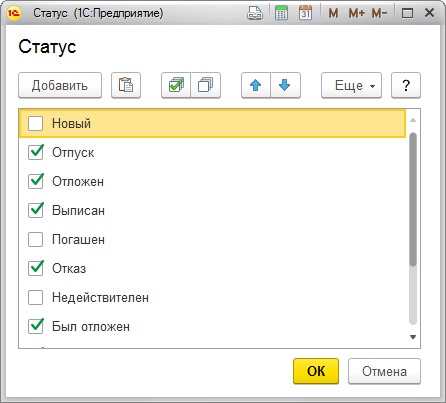 Статус (1С:Предприятие)
M M+ M−
Статус
Добавить
Еще
?
Новый
Отпуск
Отложен
Выписан
Погашен
Отказ
Недействителен
Был отложен
ОК
Отмена